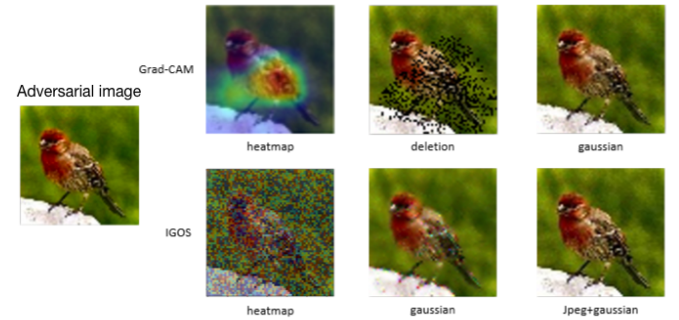 Adversarial image
Grad-CAM
heatmap
deletion
gaussian
IGOS
heatmap
gaussian
Jpeg+gaussian